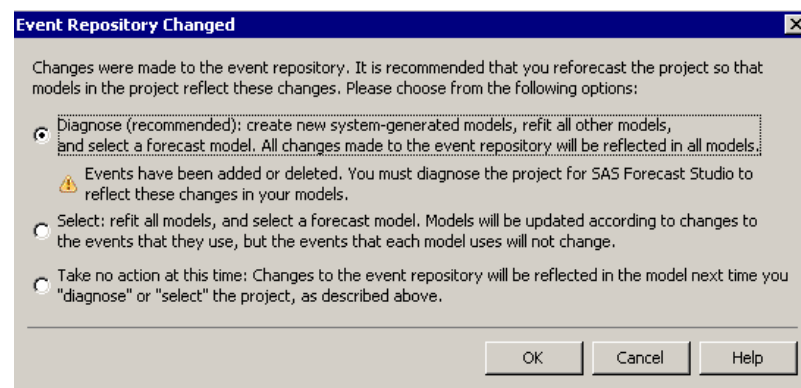 Event Repository Changed
Changes were made to the event repository. It is recommended that you reforecast the project so that
models in the project reflect these changes. Please choose from the following options:
Diagnose (recommended): create new system-generated models, refit all other models,
and select a forecast model. All changes made to the event repository will be reflected in all models.
Events have been added or deleted. You must diagnose the project for SAS Forecast Studio to
reflect these changes in your models.
Select: refit all models, and select a forecast model. Models will be updated according to changes to
the events that they use, but the events that each model uses will not change.
Take no action at this time: Changes to the event repository will be reflected in the model next time you
"diagnose" or "select" the project, as described above.
OK Cancel Help